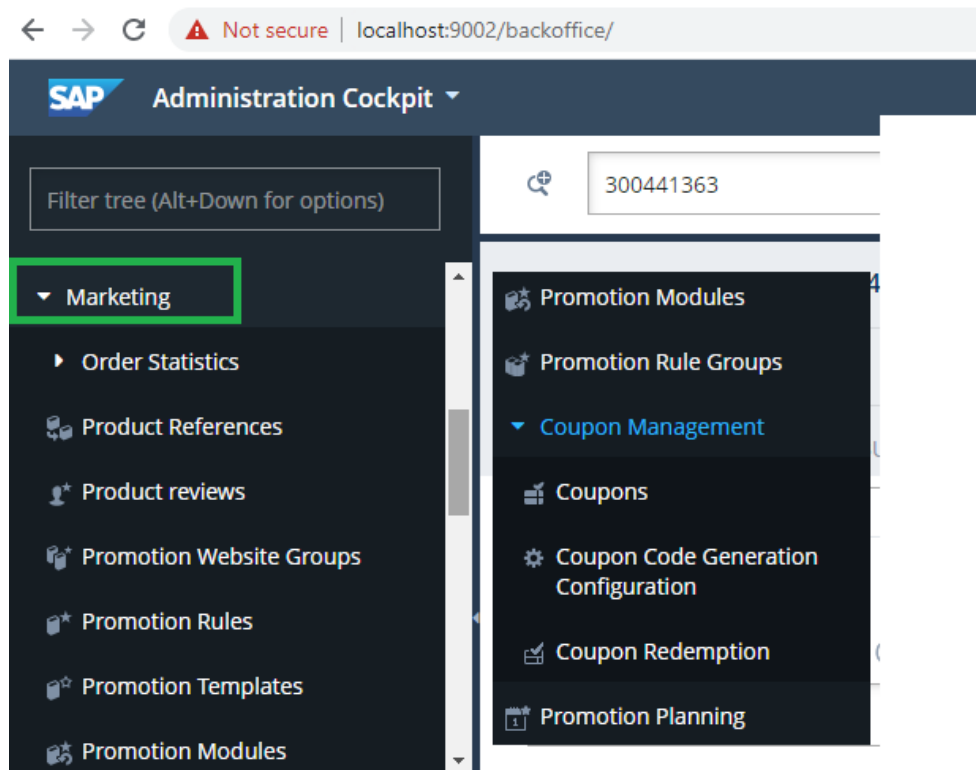 Not secure | localhost:9002/backoffice/
SAP Administration Cockpit
Filter tree (Alt+Down for options)
300441363
Marketing
Order Statistics
Product References
Product reviews
Promotion Website Groups
Promotion Rules
Promotion Templates
Promotion Modules
Promotion Modules
Promotion Rule Groups
Coupon Management
Coupons
Coupon Code Generation
Configuration
Coupon Redemption
Promotion Planning
4